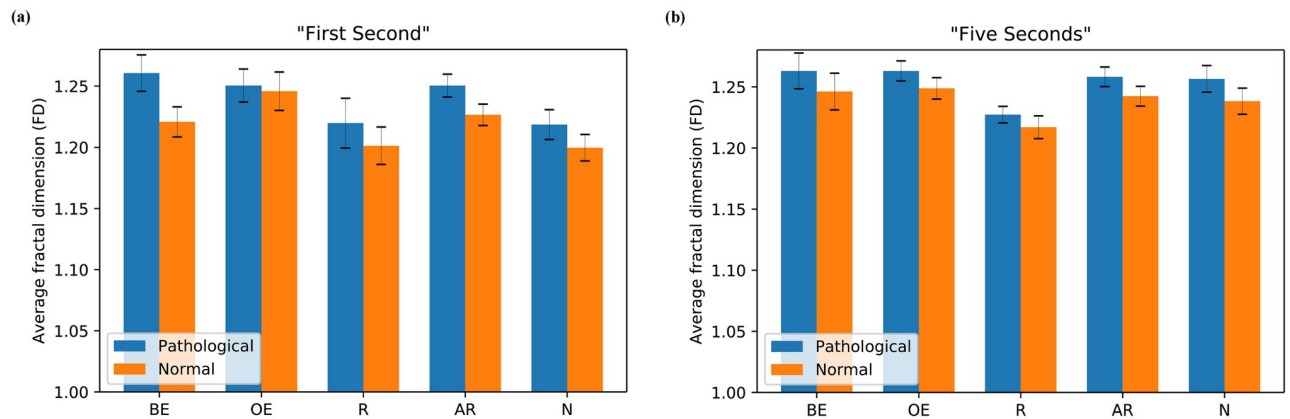 (a)
"First Second"
Average fractal dimension (FD)
1.25
1.20
1.15
1.10
1.05
1.00
Pathological
Normal
BE OE R AR N
(b)
"Five Seconds"
Average fractal dimension (FD)
1.25
1.20
1.15
1.10
1.05
1.00
Pathological
Normal
BE OE R AR N